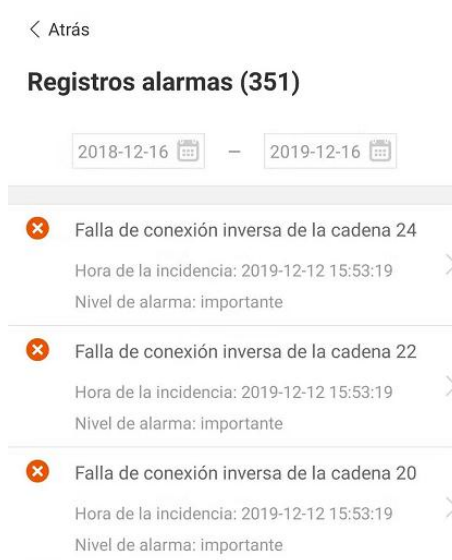 Atrás
Registros alarmas (351)
2018-12-16 – 2019-12-16
Falla de conexión inversa de la cadena 24
Hora de la incidencia: 2019-12-12 15:53:19
Nivel de alarma: importante
Falla de conexión inversa de la cadena 22
Hora de la incidencia: 2019-12-12 15:53:19
Nivel de alarma: importante
Falla de conexión inversa de la cadena 20
Hora de la incidencia: 2019-12-12 15:53:19
Nivel de alarma: importante